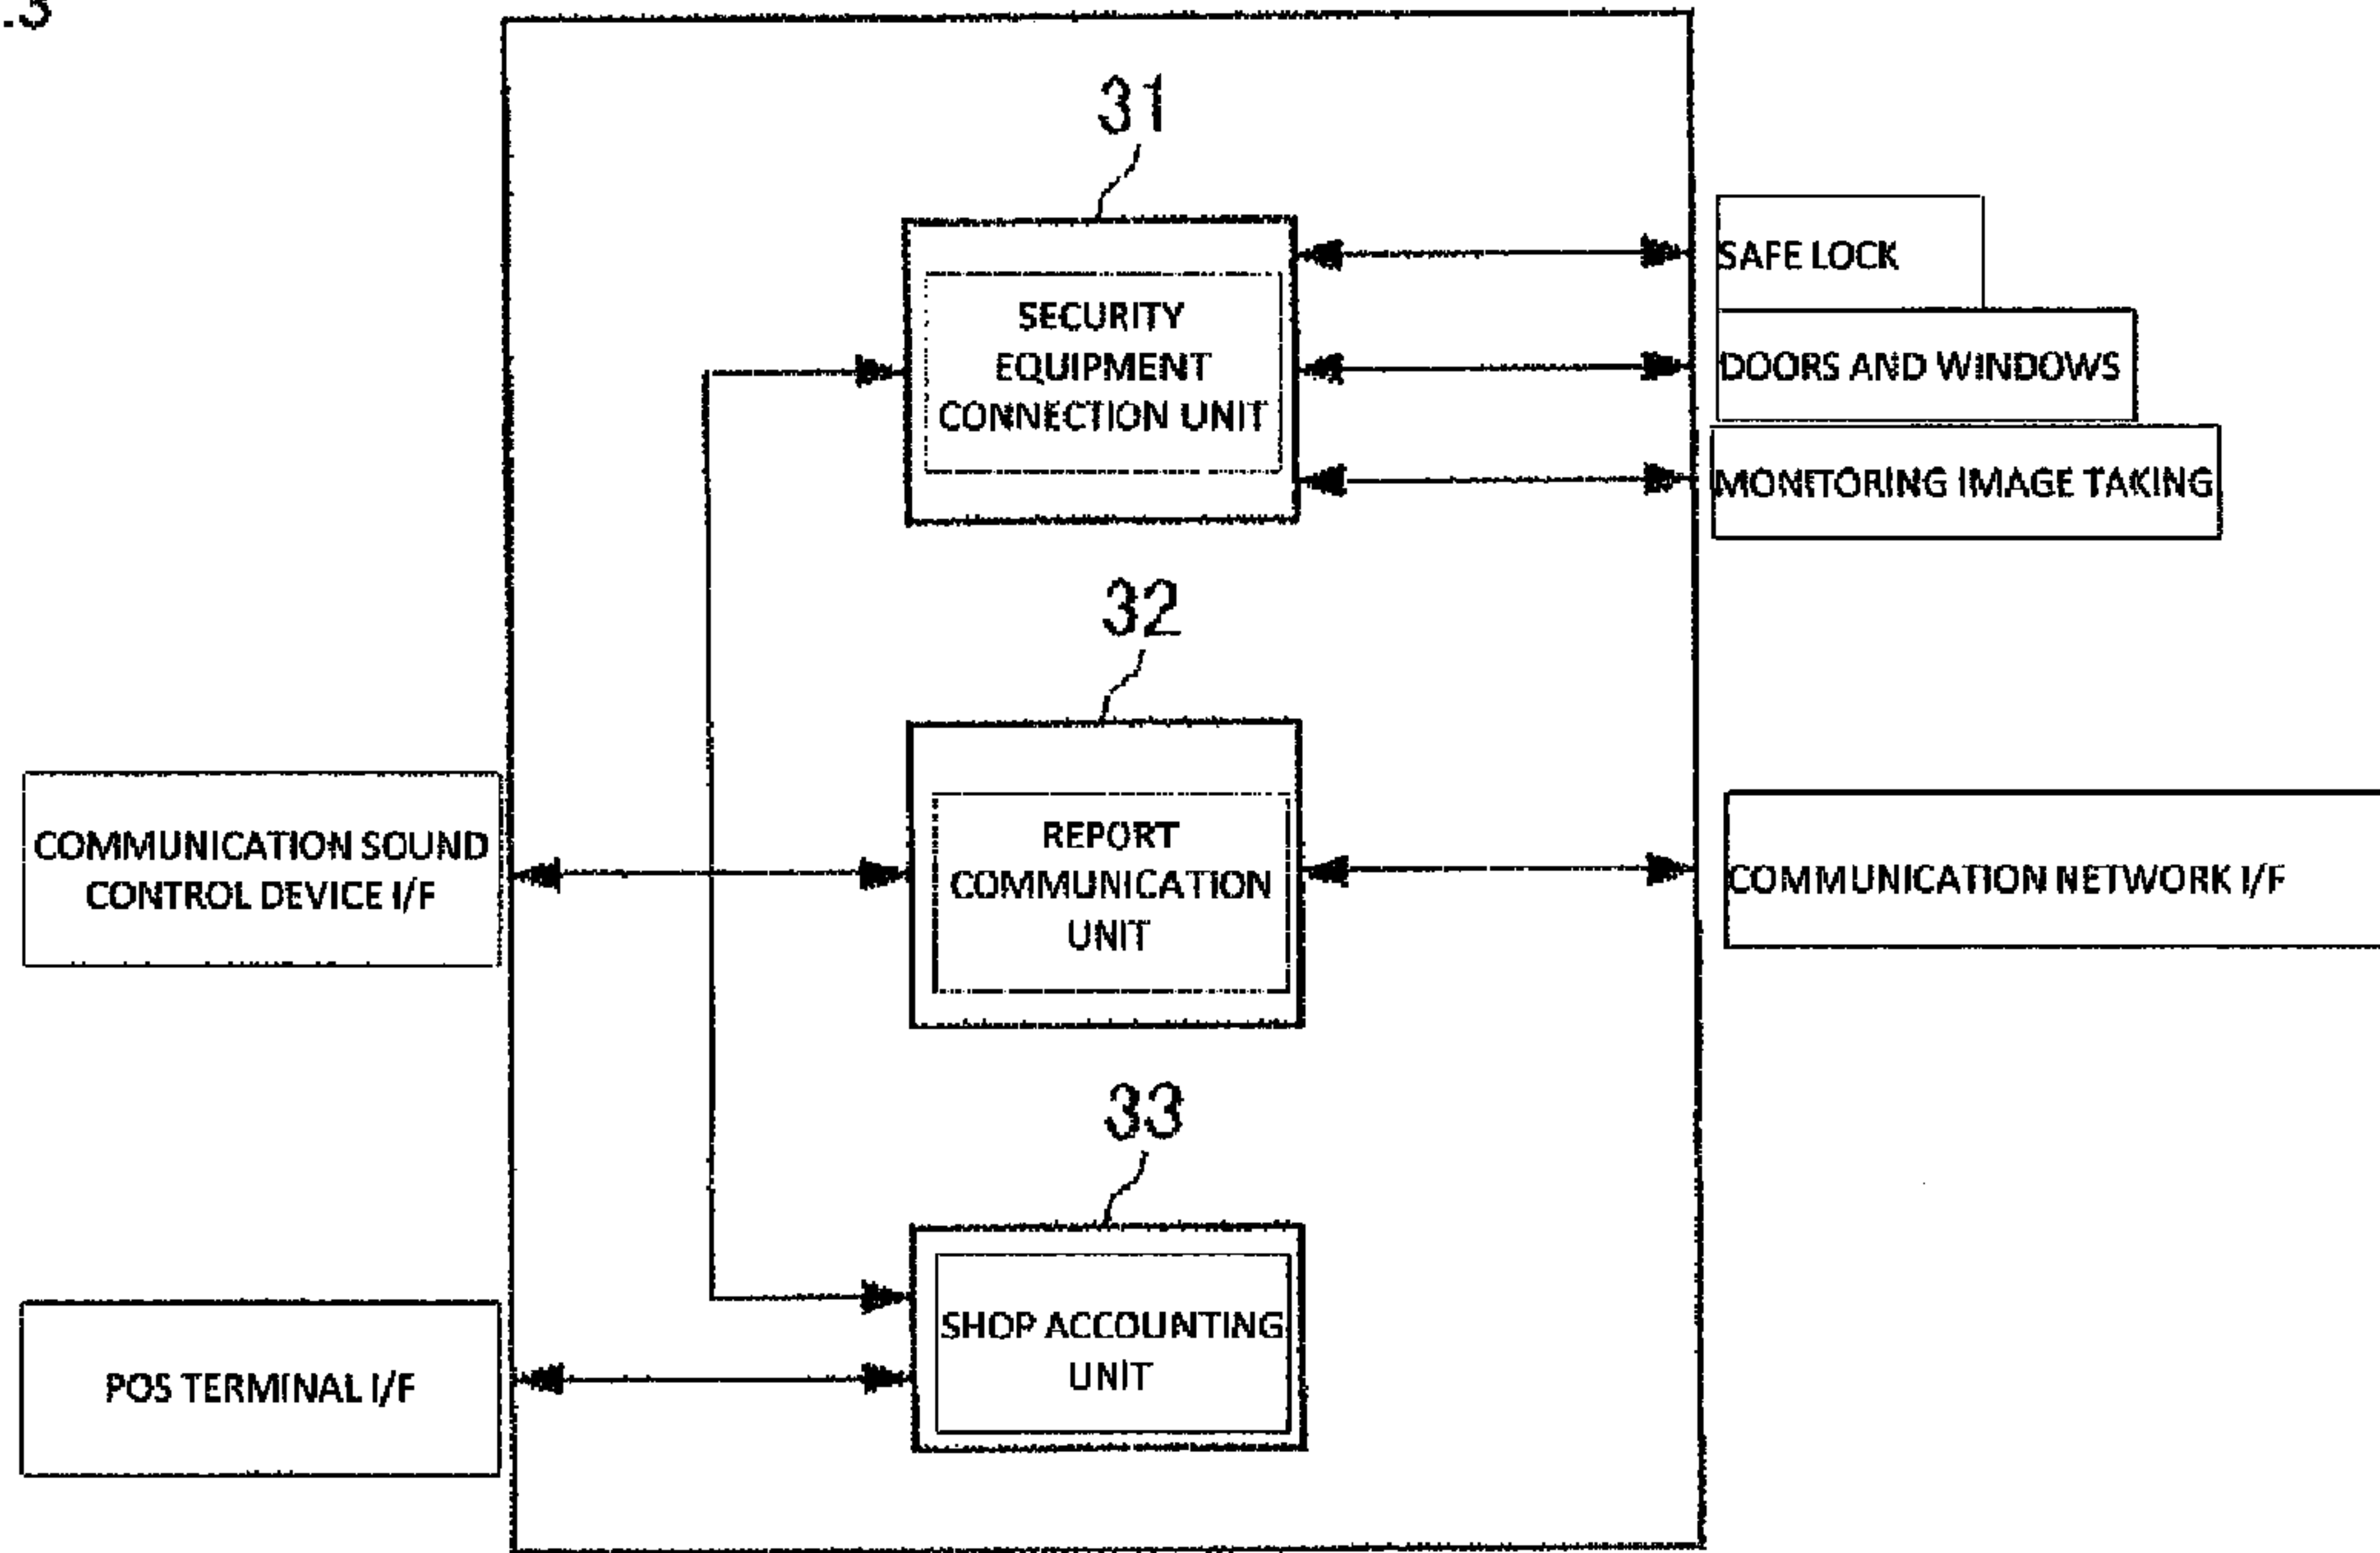 .3
31
SECURITY
EQUIPMENT
CONNECTION UNIT
SAFE LOCK
DOORS AND WINDOWS
MONITORING IMAGE TAKING
32
COMMUNICATION SOUND
CONTROL DEVICE I/F
REPORT
COMMUNICATION
UNIT
COMMUNICATION NETWORK I/F
33
POS TERMINAL I/F
SHOP ACCOUNTING
UNIT